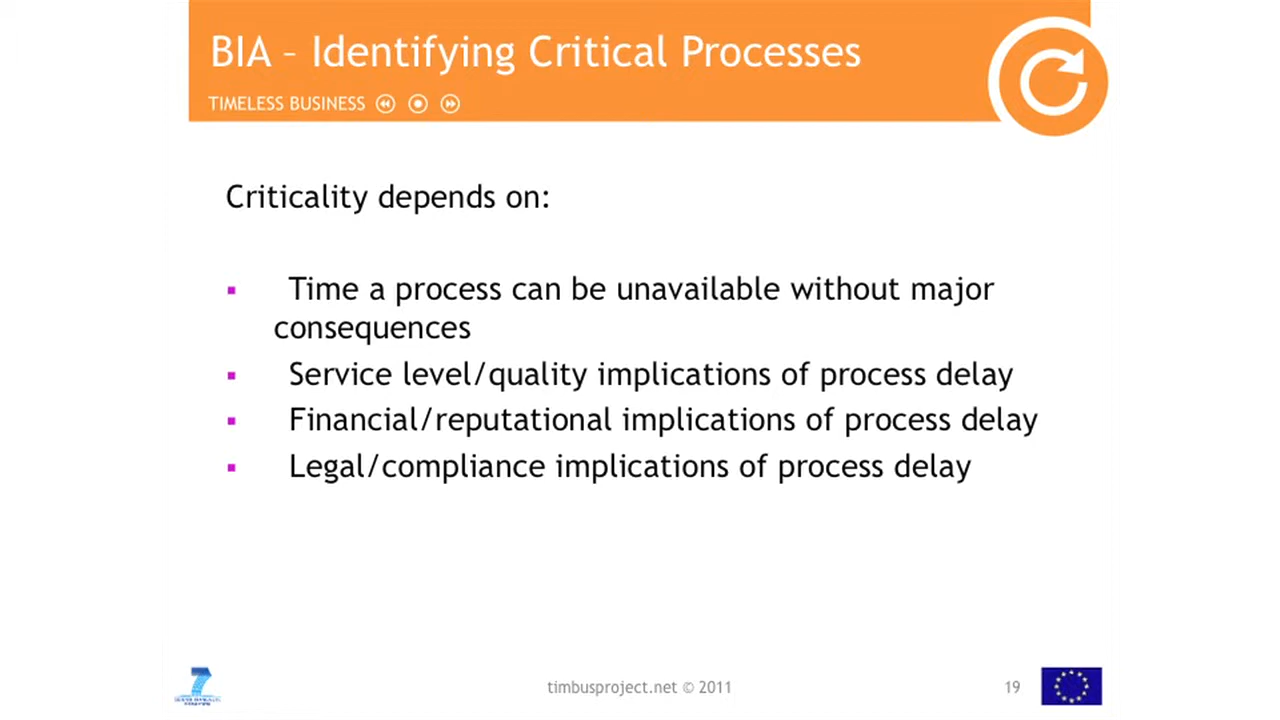 BIA – Identifying Critical Processes
TIMELESS BUSINESS
Criticality depends on:
Time a process can be unavailable without major
consequences
Service level/quality implications of process delay
Financial/reputational implications of process delay
Legal/compliance implications of process delay
timbusproject.net © 2011
19